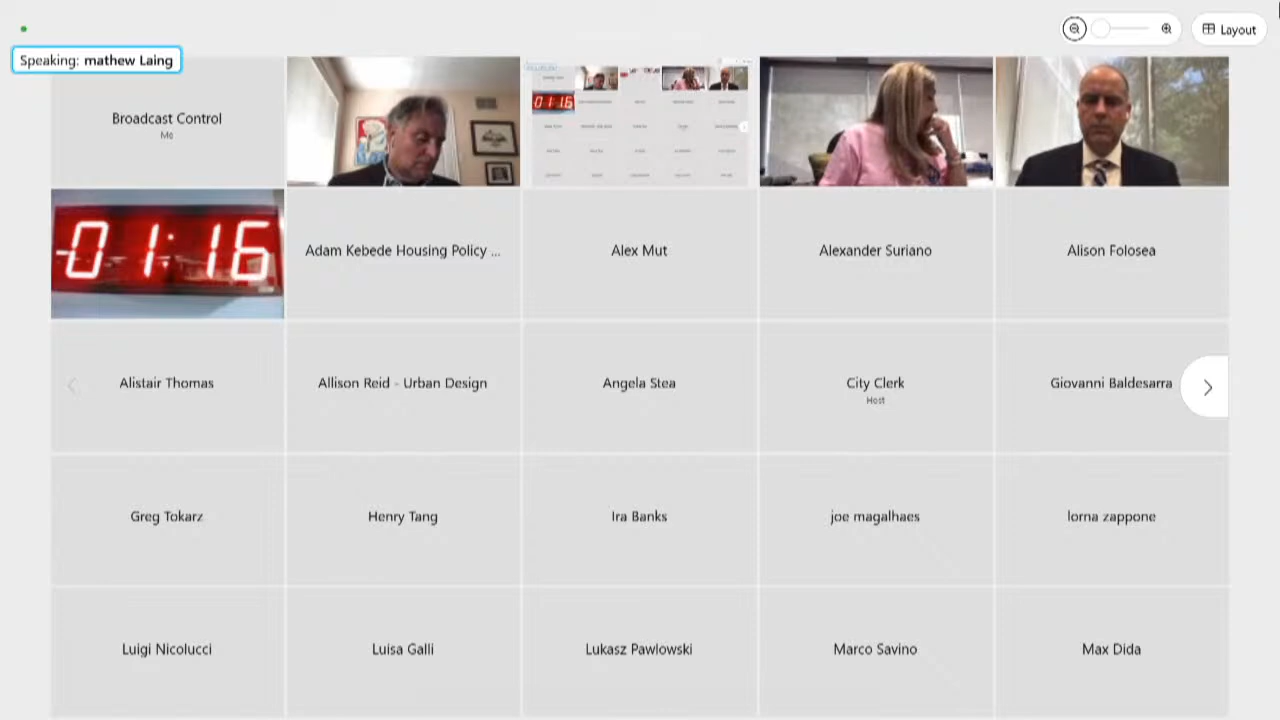 Layout
Speaking: mathew Laing
Broadcast Control
Me
-01:16
Adam Kebede Housing Policy ...
Alex Mut
Alexander Suriano
Alison Folosea
Alistair Thomas
Allison Reid - Urban Design
Angela Stea
City Clerk
Host
Giovanni Baldesarra
Greg Tokarz
Henry Tang
Ira Banks
joe magalhaes
lorna zappone
Luigi Nicolucci
Luisa Galli
Lukasz Pawlowski
Marco Savino
Max Dida